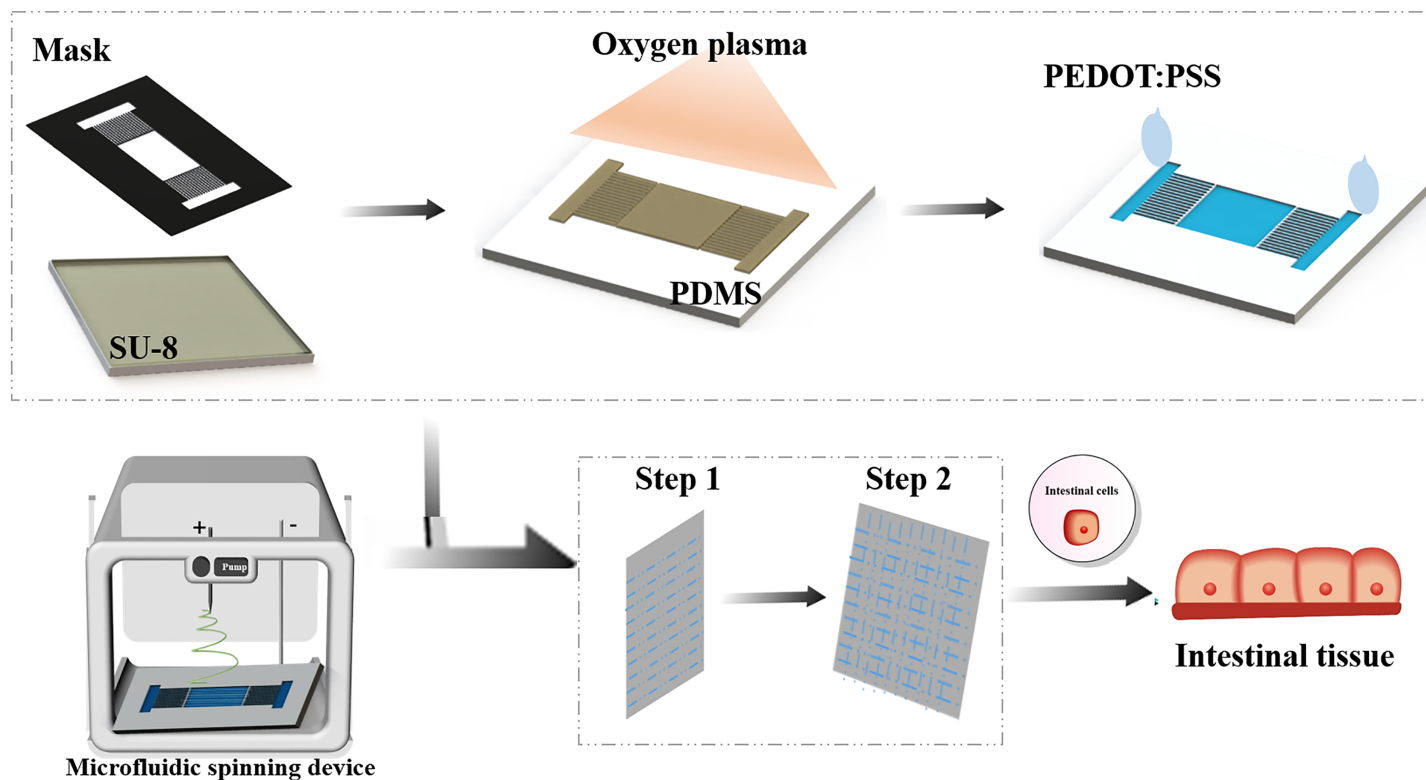 Mask
Oxygen plasma
PEDOT:PSS
SU-8
PDMS
Step 1
Step 2
Intestinal cells
+
-
Pump
Intestinal tissue
Microfluidic spinning device